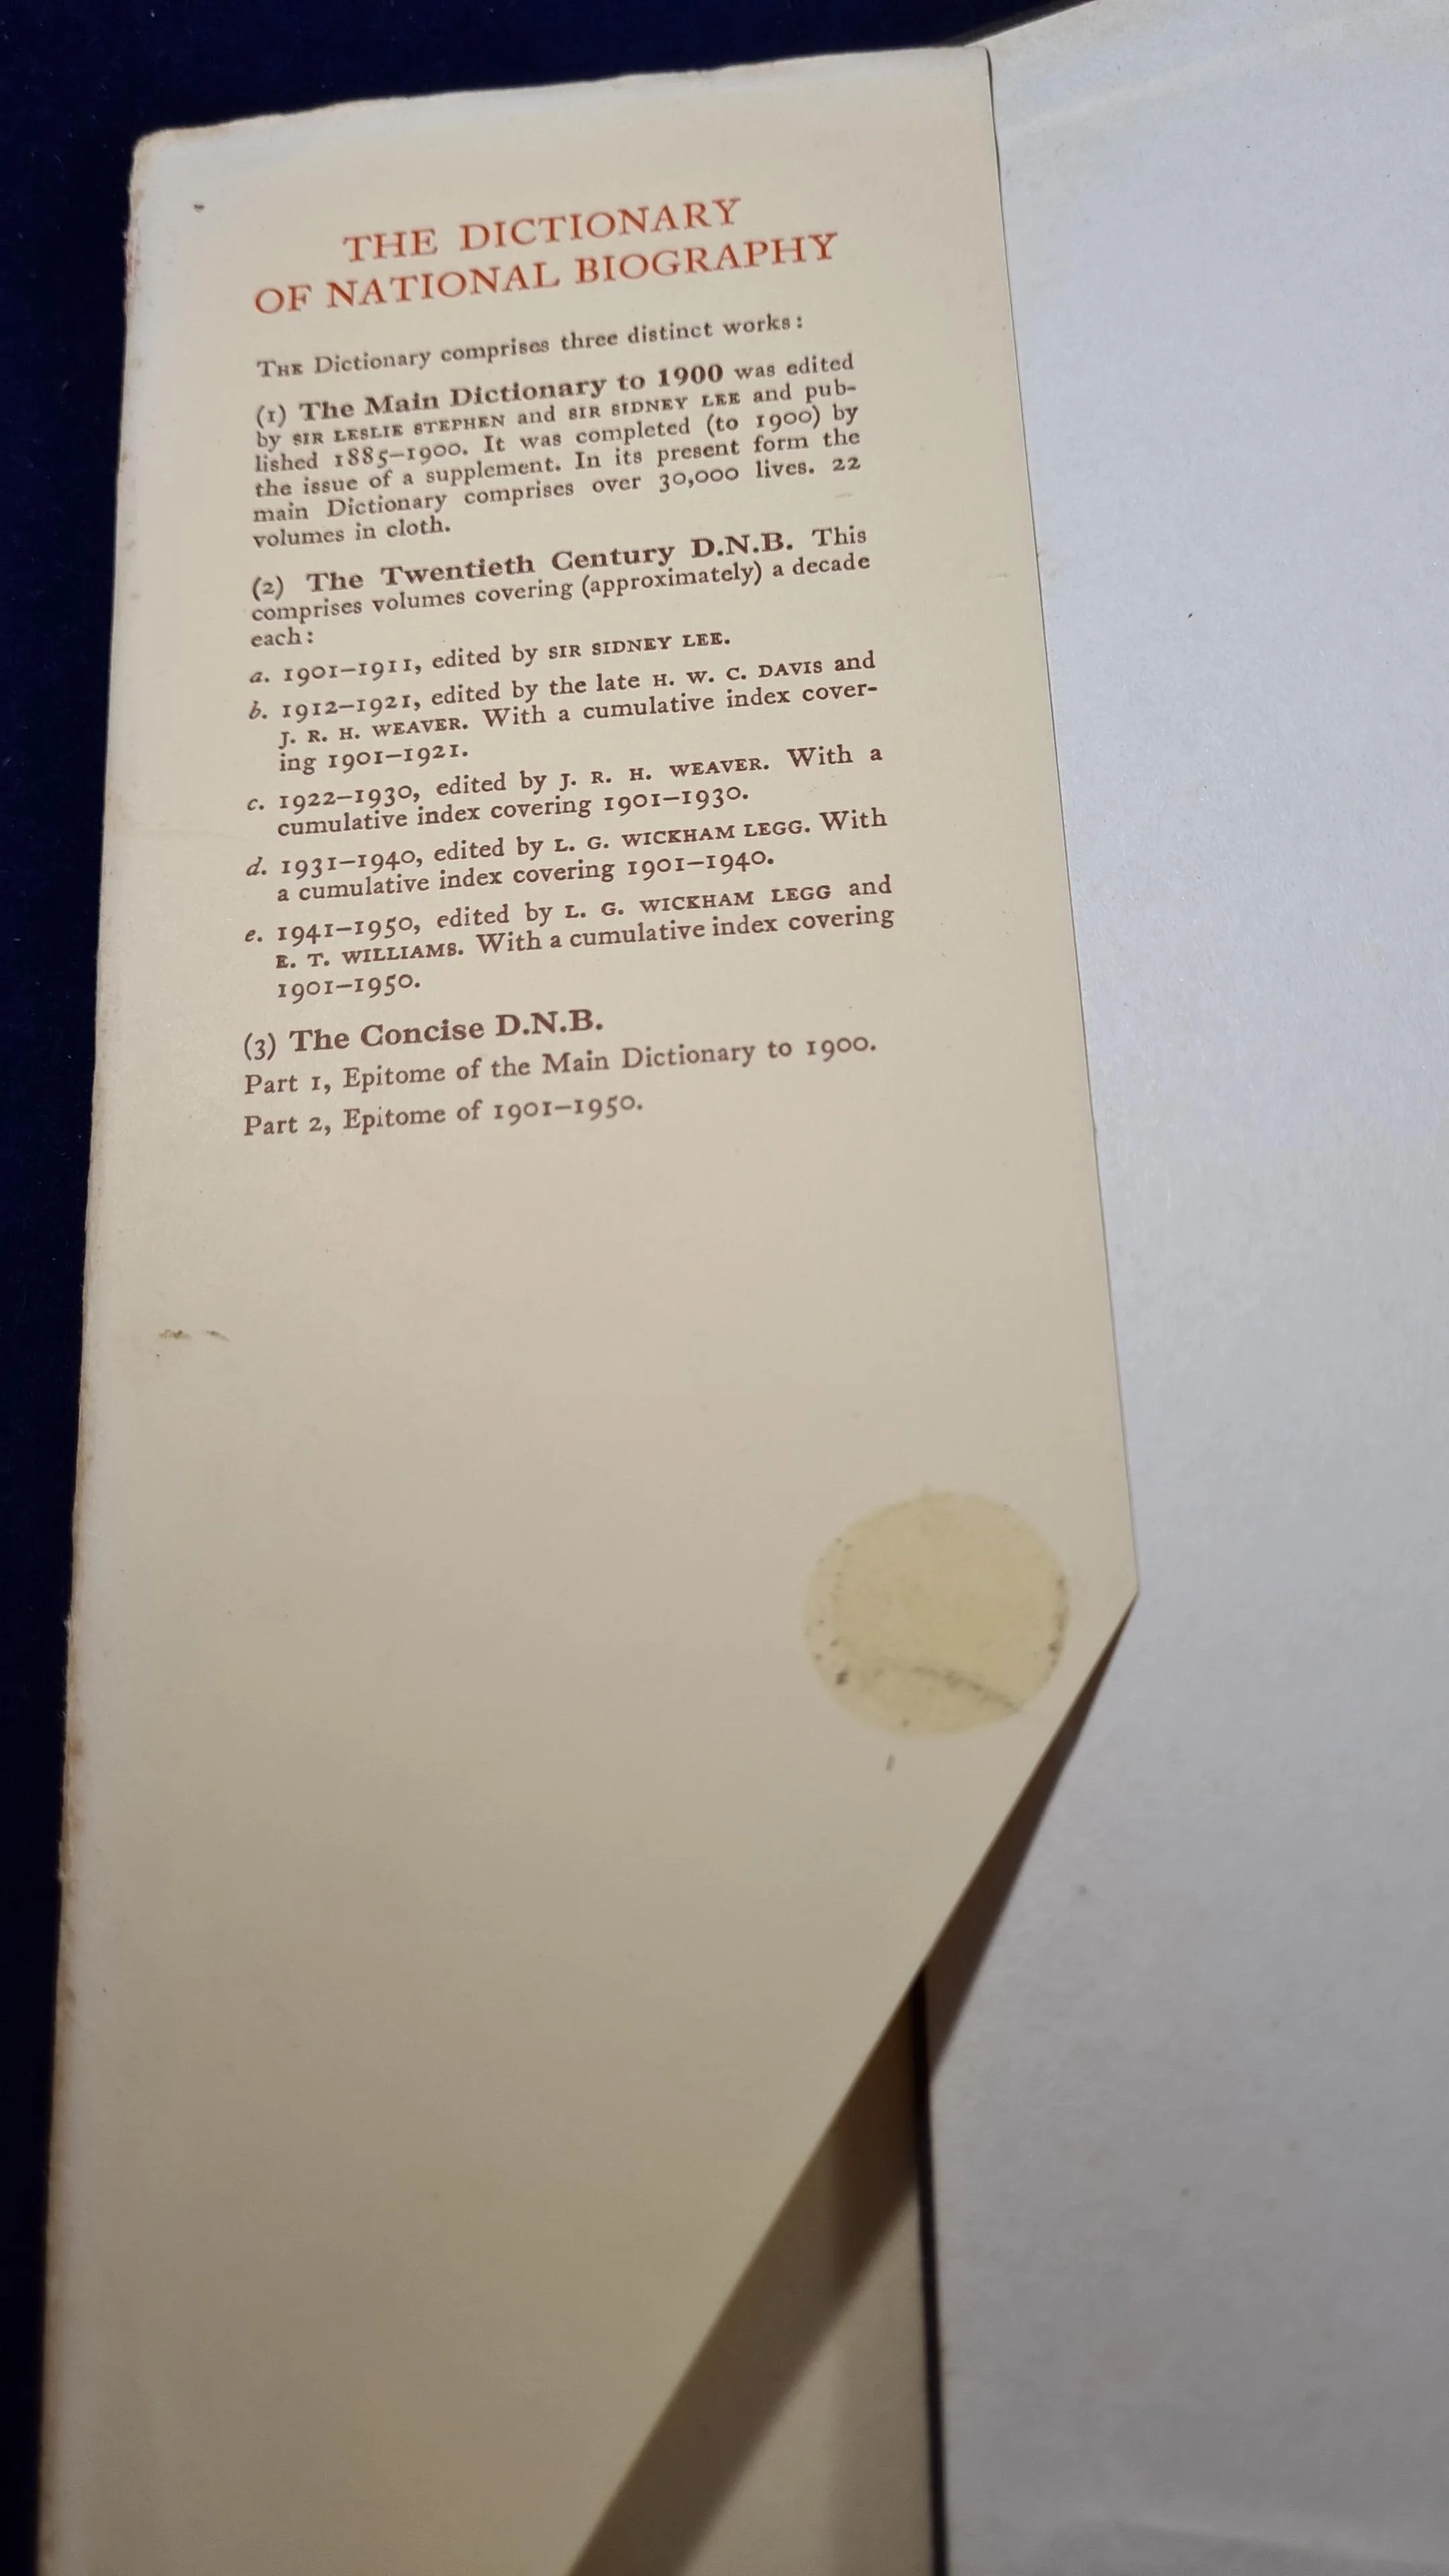 THE DICTIONARY
OF NATIONAL BIOGRAPHY
THE Dictionary comprises three distinct works:
(1) The Main Dictionary to 1900 was edited
by SIR LESLIE STEPHEN and SIR SIDNEY LEE and pub-
lished 1885–1900. It was completed (to 1900) by
the issue of a supplement. In its present form the
main Dictionary comprises over 30,000 lives. 22
volumes in cloth.
(2) The Twentieth Century D.N.B. This
comprises volumes covering (approximately) a decade
each:
a. 1901–1911, edited by SIR SIDNEY LEE.
b. 1912–1921, edited by the late H. W. C. DAVIS and
J. R. H. WEAVER. With a cumulative index cover-
ing 1901–1921.
c. 1922–1930, edited by J. R. H. WEAVER. With a
cumulative index covering 1901–1930.
d. 1931–1940, edited by L. G. WICKHAM LEGG. With
a cumulative index covering 1901–1940.
e. 1941–1950, edited by L. G. WICKHAM LEGG and
E. T. WILLIAMS. With a cumulative index covering
1901–1950.
(3) The Concise D.N.B.
Part 1, Epitome of the Main Dictionary to 1900.
Part 2, Epitome of 1901–1950.